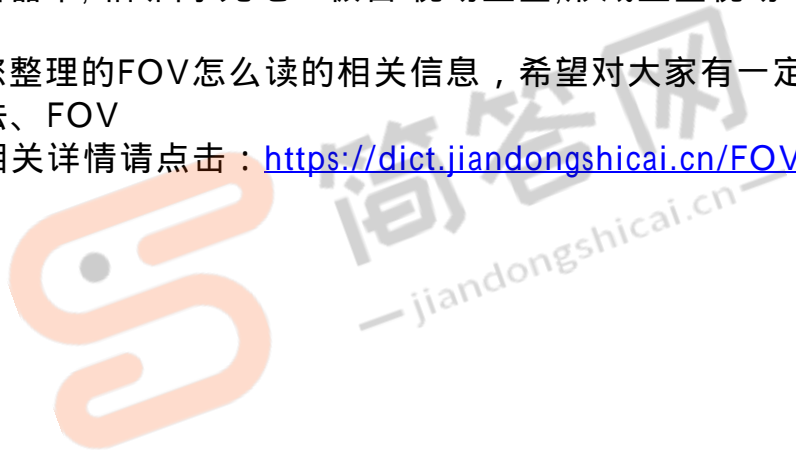 整理的FOV怎么读的相关信息，希望对大家有一定
、FOV
相关详情请点击：https://dict.jiandongshicai.cn/FOV
简答网
jiandongshicai.cn